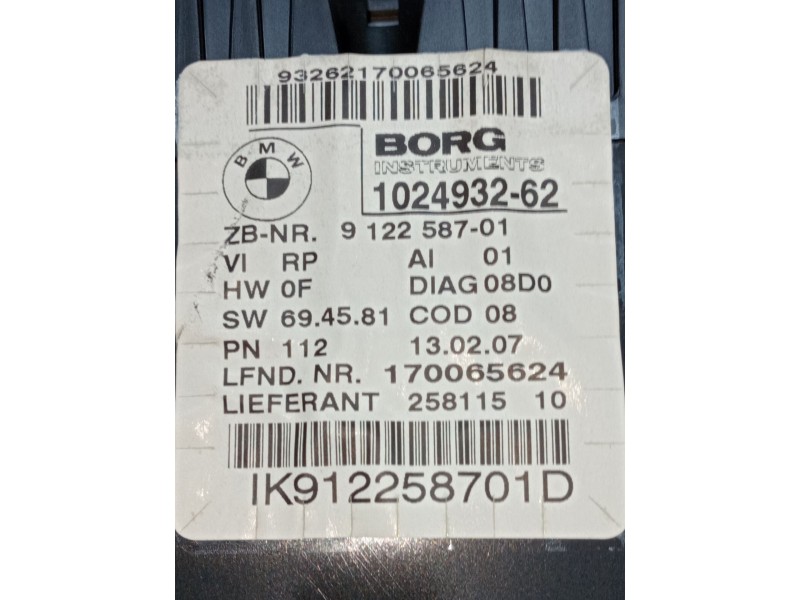 93262170065624
BMW
BORG
INSTRUMENTS
1024932-62
ZB-NR. 9 122 587-01
VI RP AI 01
HW 0F DIAG 08D0
SW 69.45.81 COD 08
PN 112 13.02.07
LFND. NR. 170065624
LIEFERANT 258115 10
IK912258701D